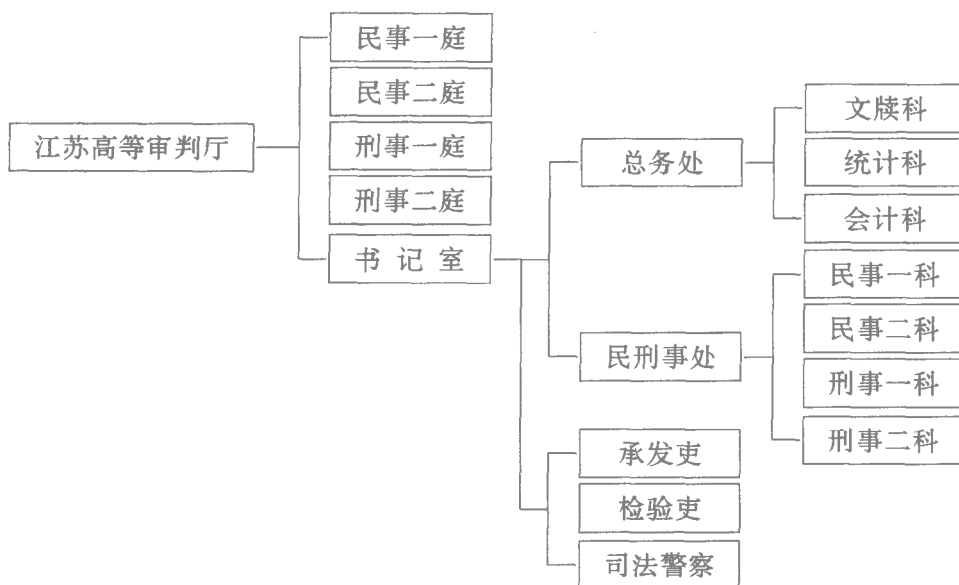 江苏高等审判厅
民事一庭
民事二庭
刑事一庭
刑事二庭
书记室
总务处
民刑事处
承发吏
检验吏
司法警察
文牍科
统计科
会计科
民事一科
民事二科
刑事一科
刑事二科